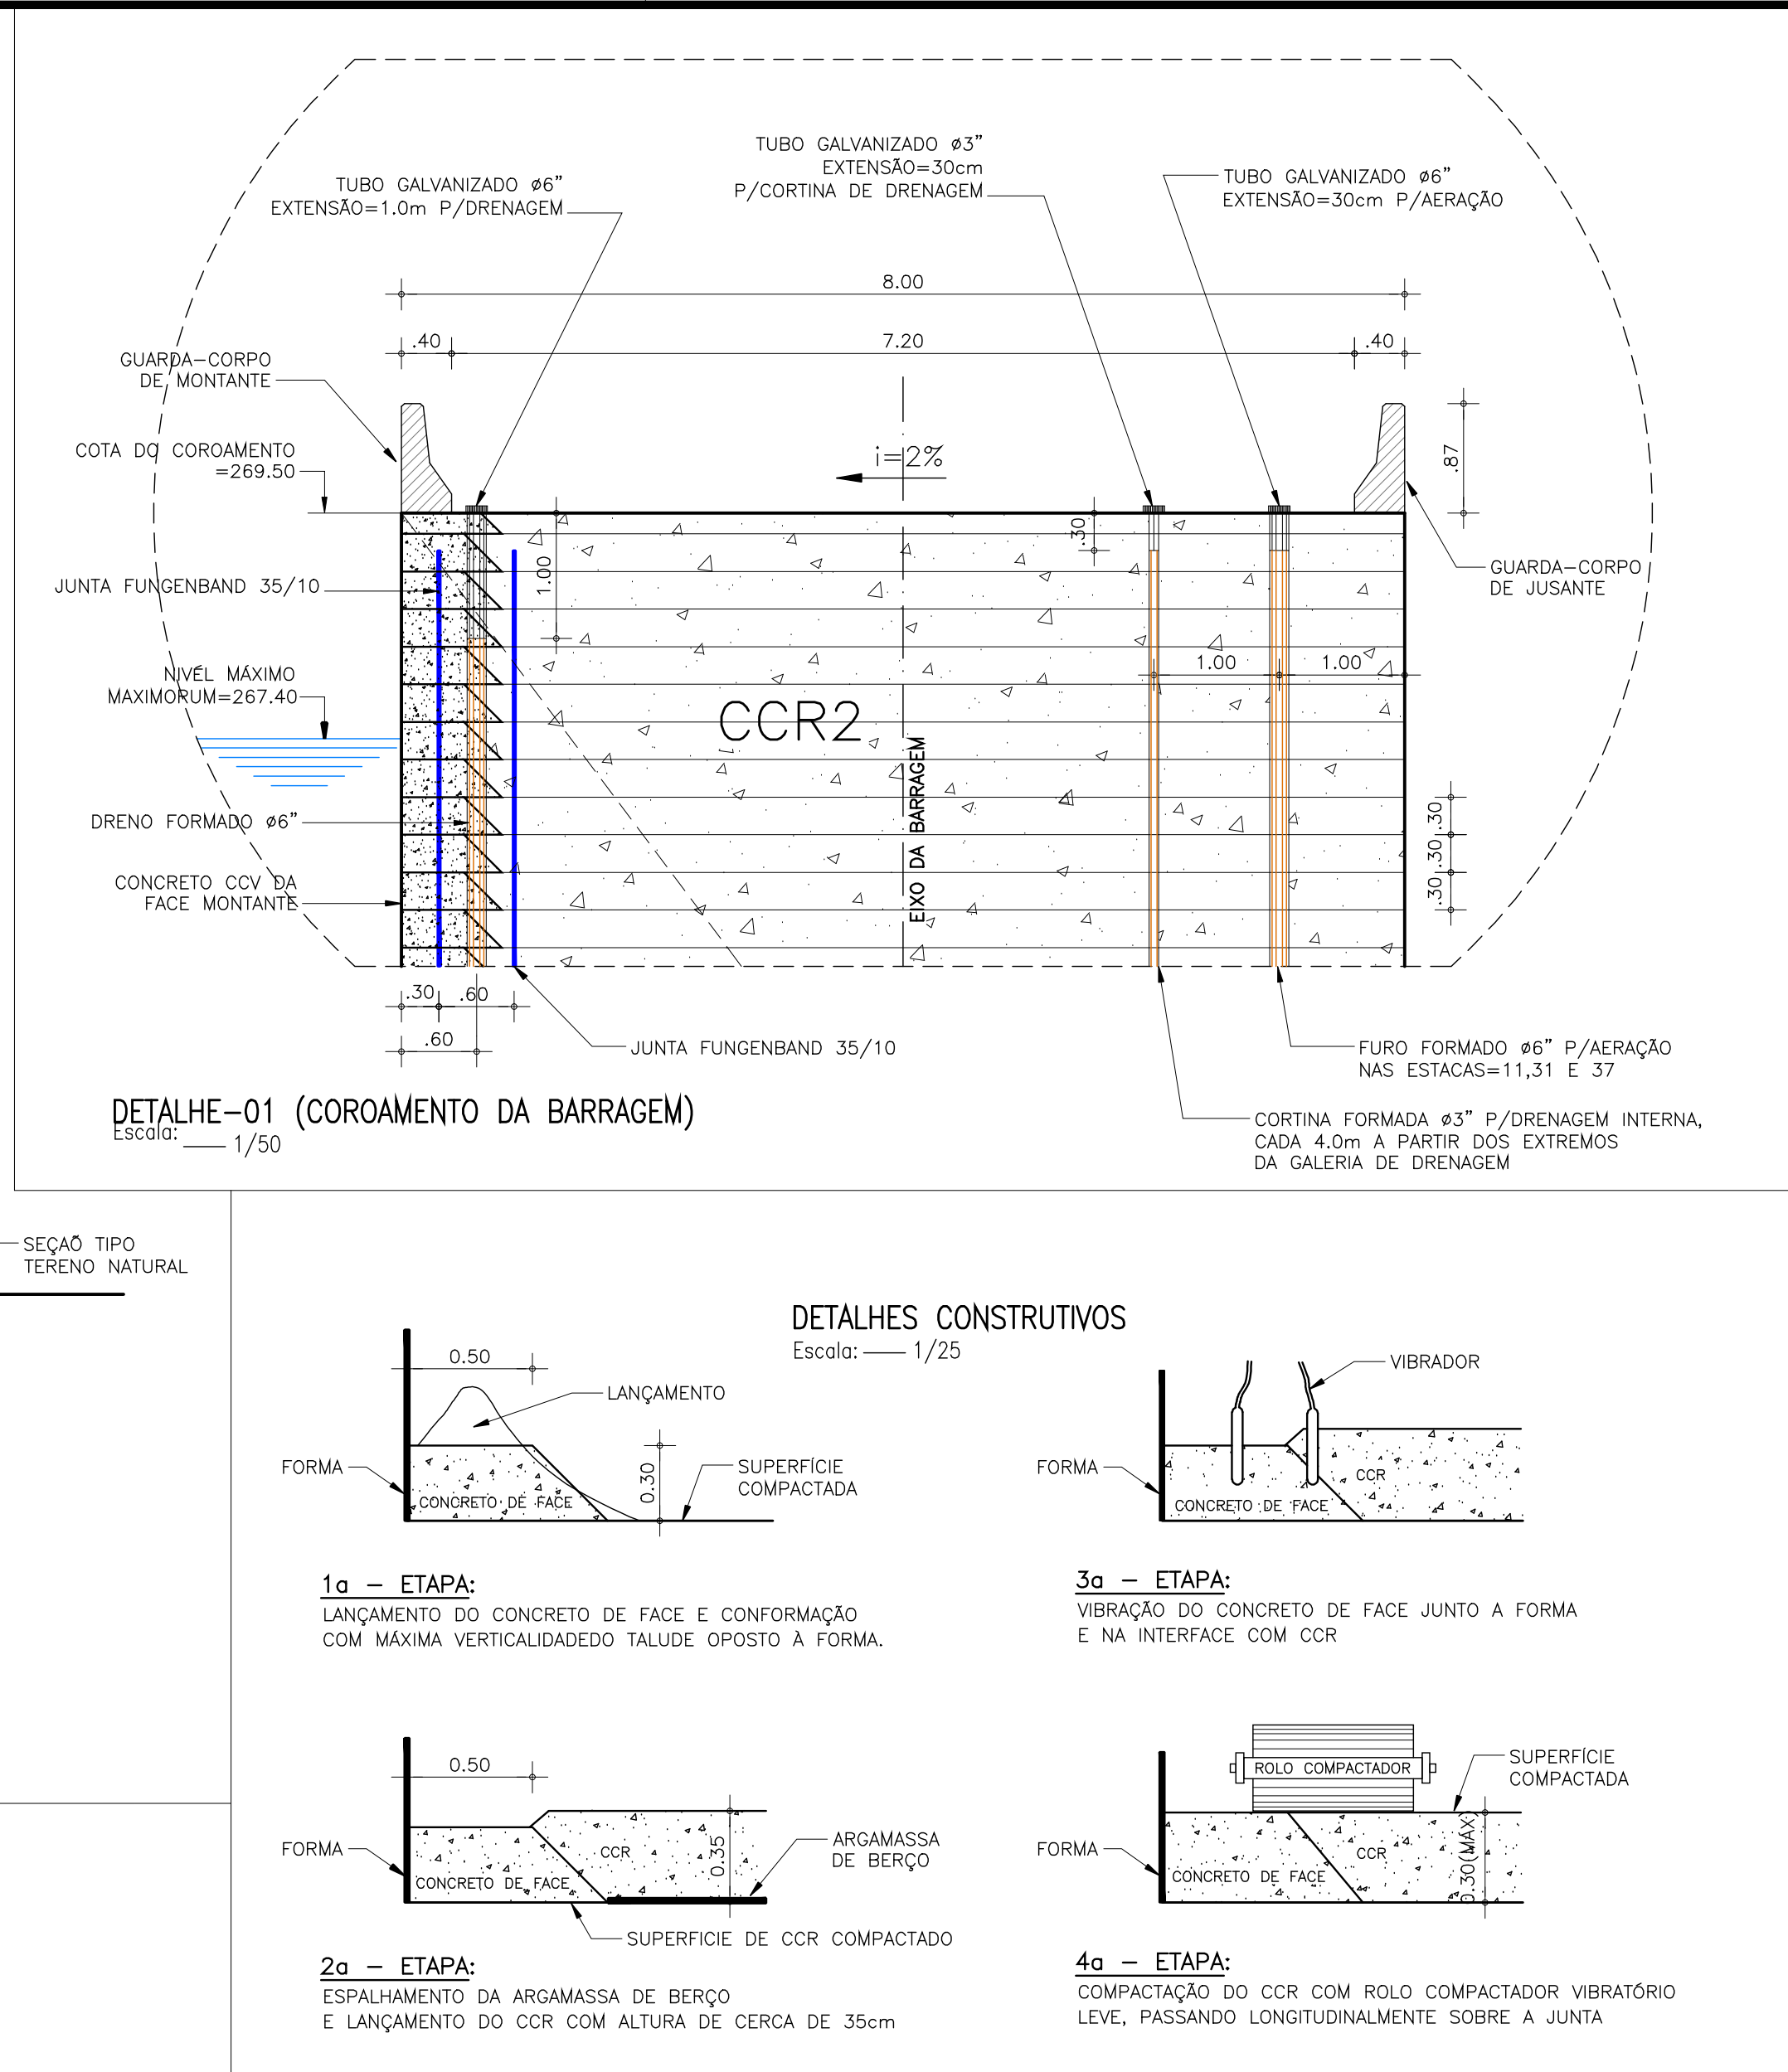 TUBO GALVANIZADO ø3”
EXTENSÃO=30cm
P/CORTINA DE DRENAGEM
TUBO GALVANIZADO ø6”
EXTENSÃO=1.0m P/DRENAGEM
TUBO GALVANIZADO ø6”
EXTENSÃO=30cm P/AERAÇÃO
8.00
.40
7.20
.40
GUARDA-CORPO
DE MONTANTE
COTA DO COROAMENTO
=269.50
i=2%
.87
.30
1.00
JUNTA FUNGENBAND 35/10
GUARDA-CORPO
DE JUSANTE
NIVÉL MÁXIMO
MAXIMORUM=267.40
1.00
1.00
CCR2
EIXO DA BARRAGEM
DRENO FORMADO ø6”
.30
.30
.30
CONCRETO CCV DA
FACE MONTANTE
.30
.60
.60
JUNTA FUNGENBAND 35/10
FURO FORMADO ø6” P/AERAÇÃO
NAS ESTACAS=11,31 E 37
CORTINA FORMADA ø3” P/DRENAGEM INTERNA,
CADA 4.0m A PARTIR DOS EXTREMOS
DA GALERIA DE DRENAGEM
DETALHE-01 (COROAMENTO DA BARRAGEM)
Escala: 1/50
SEÇAÕ TIPO
TERENO NATURAL
DETALHES CONSTRUTIVOS
Escala: 1/25
0.50
LANÇAMENTO
FORMA
0.30
SUPERFÍCIE
COMPACTADA
CONCRETO DE FACE
1a - ETAPA:
LANÇAMENTO DO CONCRETO DE FACE E CONFORMAÇÃO
COM MÁXIMA VERTICALIDADEDO TALUDE OPOSTO À FORMA.
VIBRADOR
FORMA
CCR
CONCRETO DE FACE
3a - ETAPA:
VIBRAÇÃO DO CONCRETO DE FACE JUNTO A FORMA
E NA INTERFACE COM CCR
0.50
FORMA
CCR
0.35
ARGAMASSA
DE BERÇO
CONCRETO DE FACE
SUPERFICIE DE CCR COMPACTADO
2a - ETAPA:
ESPALHAMENTO DA ARGAMASSA DE BERÇO
E LANÇAMENTO DO CCR COM ALTURA DE CERCA DE 35cm
ROLO COMPACTADOR
SUPERFÍCIE
COMPACTADA
FORMA
CCR
0.30(MÁX)
CONCRETO DE FACE
4a - ETAPA:
COMPACTAÇÃO DO CCR COM ROLO COMPACTADOR VIBRATÓRIO
LEVE, PASSANDO LONGITUDINALMENTE SOBRE A JUNTA